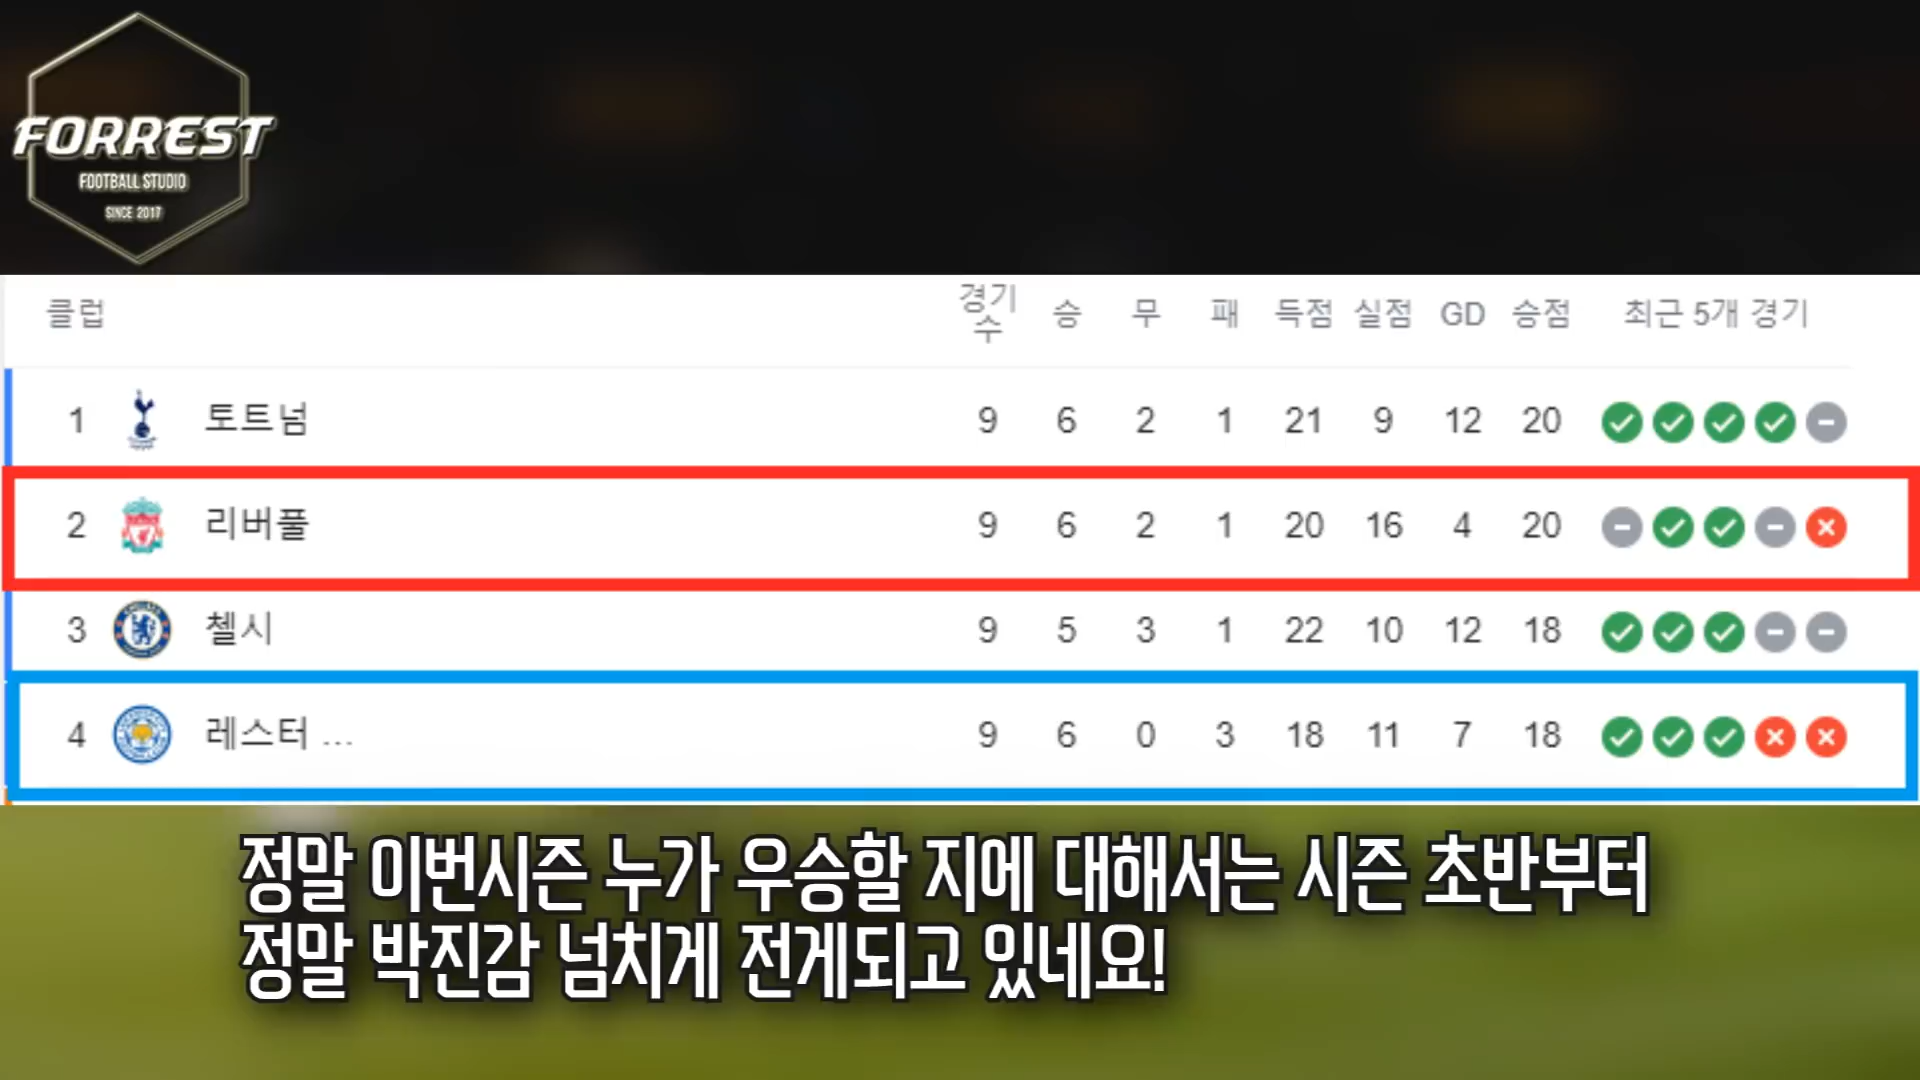 FORREST
FOOTBALL STUDIO
SINCE 2017
클럽 경기수 승 무 패 득점 실점 GD 승점 최근 5개 경기
1 토트넘 9 6 2 1 21 9 12 20
2 리버풀 9 6 2 1 20 16 4 20
3 첼시 9 5 3 1 22 10 12 18
4 레스터 ... 9 6 0 3 18 11 7 18
정말 이번시즌 누가 우승할 지에 대해서는 시즌 초반부터
정말 박진감 넘치게 전게되고 있네요!